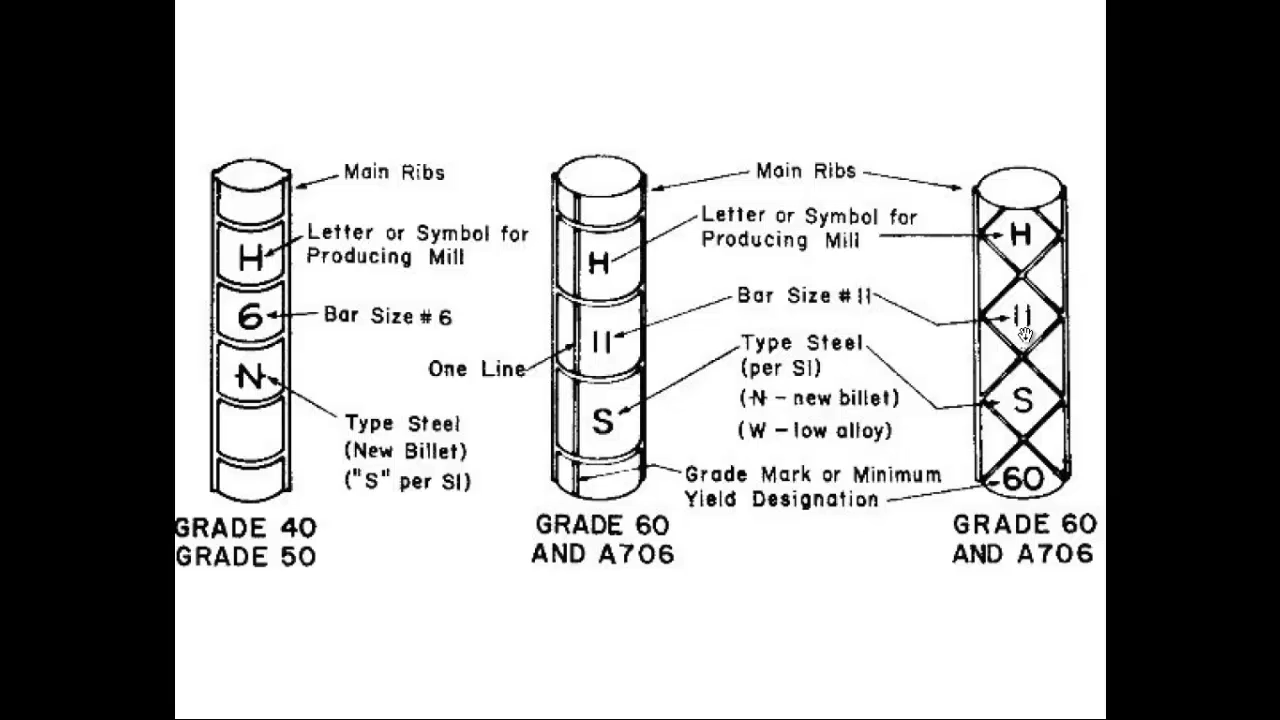 Main Ribs
Letter or Symbol for
Producing Mill
H
6
Bar Size #6
N
Type Steel
(New Billet)
("S" per SI)
GRADE 40
GRADE 50
Main Ribs
Letter or Symbol for
Producing Mill
H
Bar Size #11
11
One Line
Type Steel
(per SI)
(N - new billet)
(W - low alloy)
S
Grade Mark or Minimum
Yield Designation
GRADE 60
AND A706
H
11
S
60
GRADE 60
AND A706